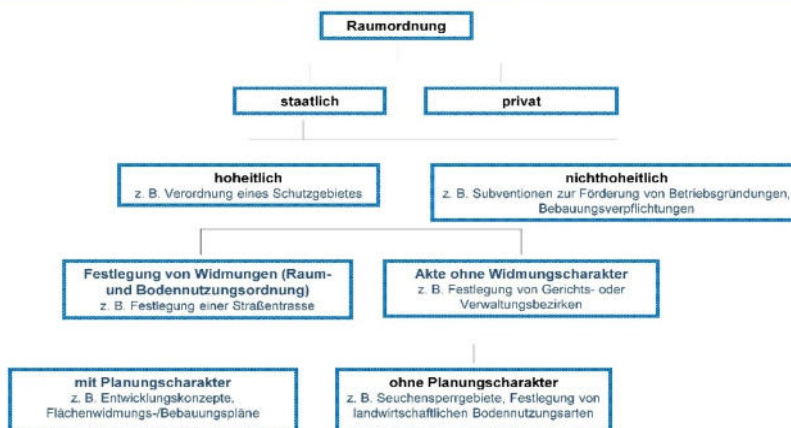 Raumordnung
staatlich
privat
hoheitlich
z. B. Verordnung eines Schutzgebietes
nichthoheitlich
z. B. Subventionen zur Förderung von Betriebsgründungen,
Bebauungsverpflichtungen
Festlegung von Widmungen (Raum-
und Bodennutzungsordnung)
z. B. Festlegung einer Straßentrasse
Akte ohne Widmungscharakter
z. B. Festlegung von Gerichts- oder
Verwaltungsbezirken
mit Planungscharakter
z. B. Entwicklungskonzepte,
Flächenwidmungs-/Bebauungspläne
ohne Planungscharakter
z. B. Seuchensperrgebiete, Festlegung von
landwirtschaftlichen Bodennutzungsarten